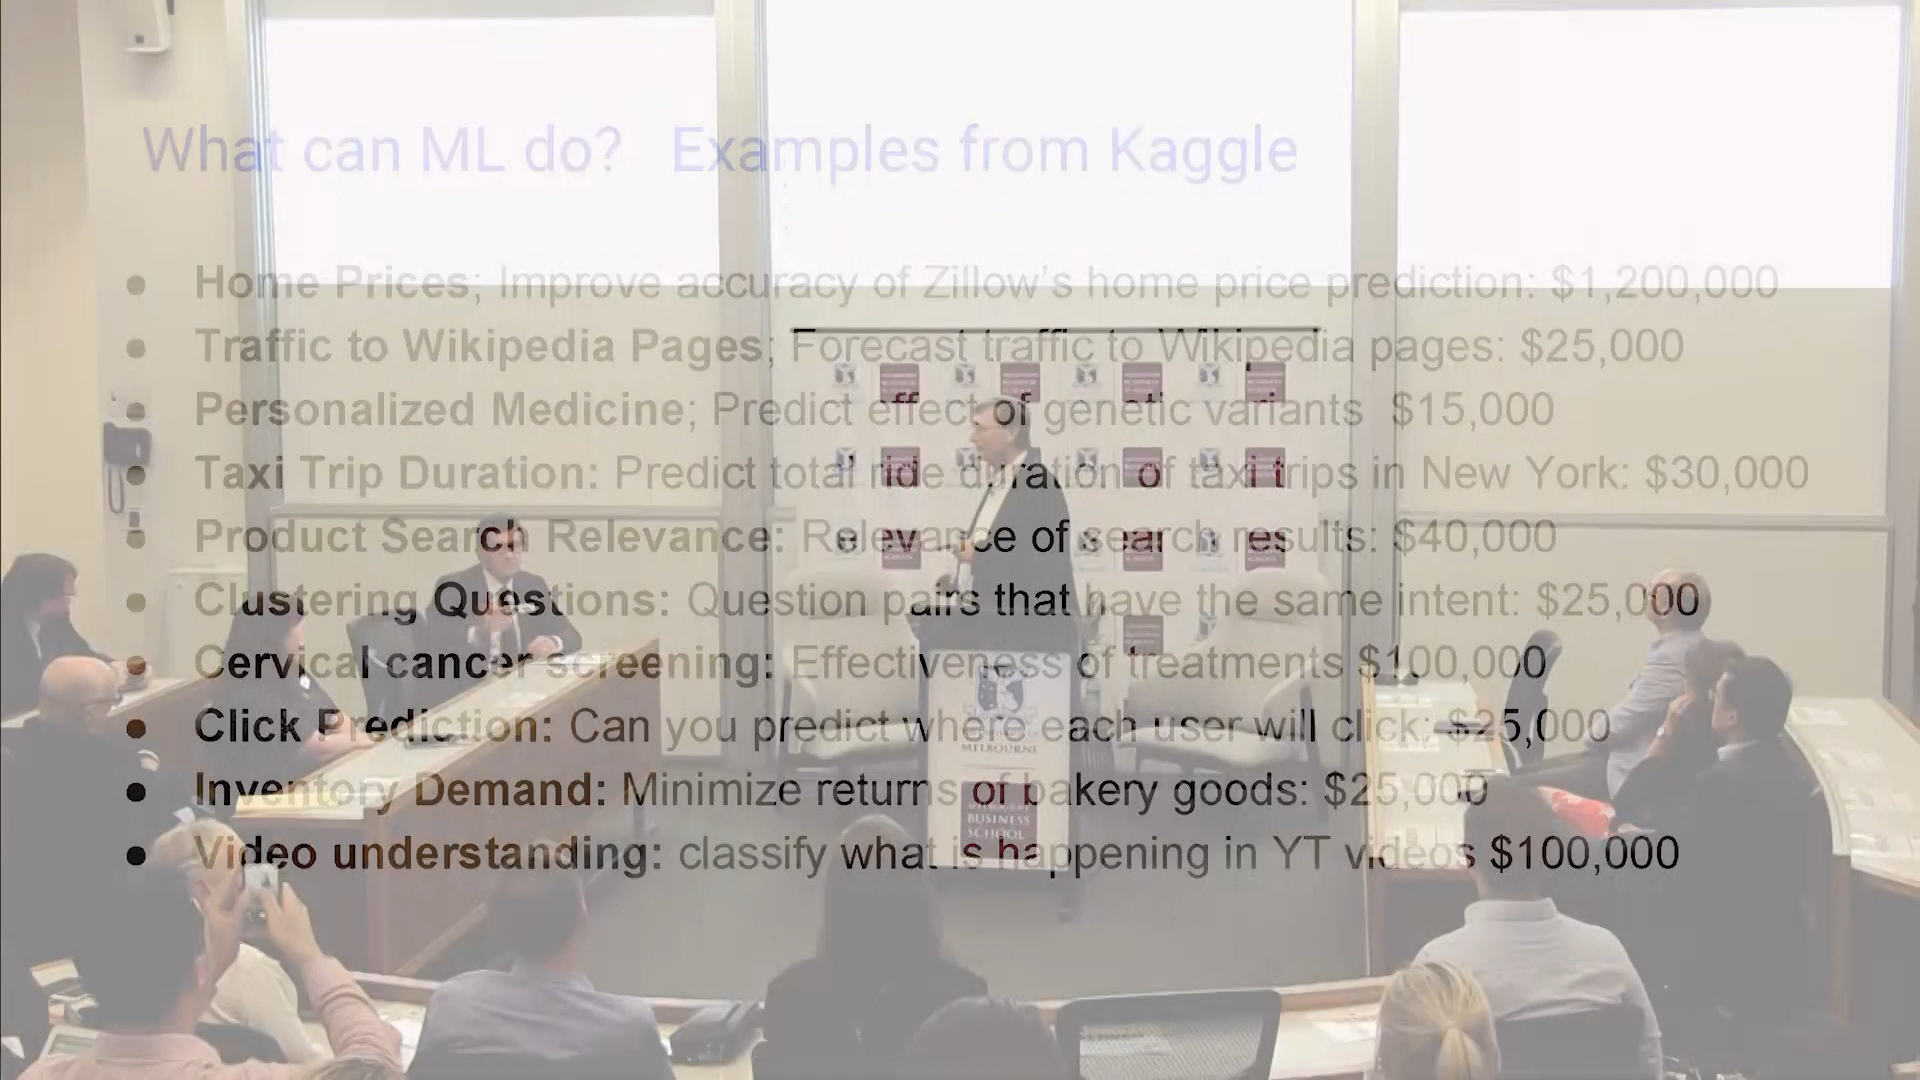 What can ML do? Examples from Kaggle
● Home Prices; Improve accuracy of Zillow's home price prediction: $1,200,000
● Traffic to Wikipedia Pages; Forecast traffic to Wikipedia pages: $25,000
● Personalized Medicine; Predict effect of genetic variants $15,000
● Taxi Trip Duration: Predict total ride duration of taxi trips in New York: $30,000
● Product Search Relevance: Relevance of search results: $40,000
● Clustering Questions: Question pairs that have the same intent: $25,000
● Cervical cancer screening: Effectiveness of treatments $100,000
● Click Prediction: Can you predict where each user will click; $25,000
● Inventory Demand: Minimize returns of bakery goods: $25,000
● Video understanding: classify what is happening in YT videos $100,000
MELBOURNE
MELBOURNE
BUSINESS
SCHOOL